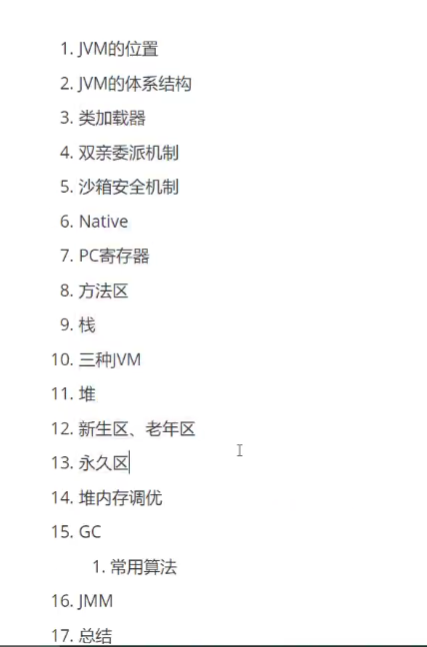 1. JVM的位置
2. JVM的体系结构
3. 类加载器
4. 双亲委派机制
5. 沙箱安全机制
6. Native
7. PC寄存器
8. 方法区
9. 栈
10. 三种JVM
11. 堆
12. 新生区、老年区
13. 永久区
14. 堆内存调优
15. GC
1. 常用算法
16. JMM
17. 总结